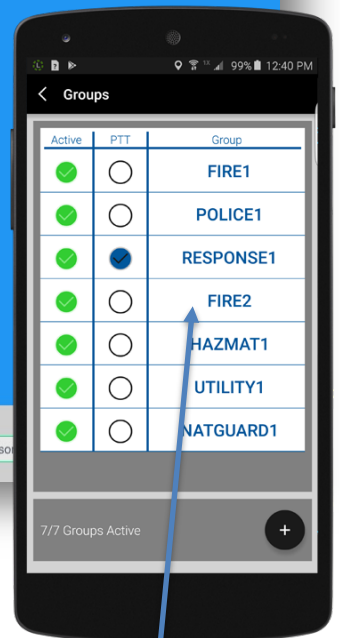 1X 99% 12:40 PM
Groups
Active PTT Group
FIRE1
POLICE1
RESPONSE1
FIRE2
HAZMAT1
UTILITY1
NATGUARD1
7/7 Groups Active
+